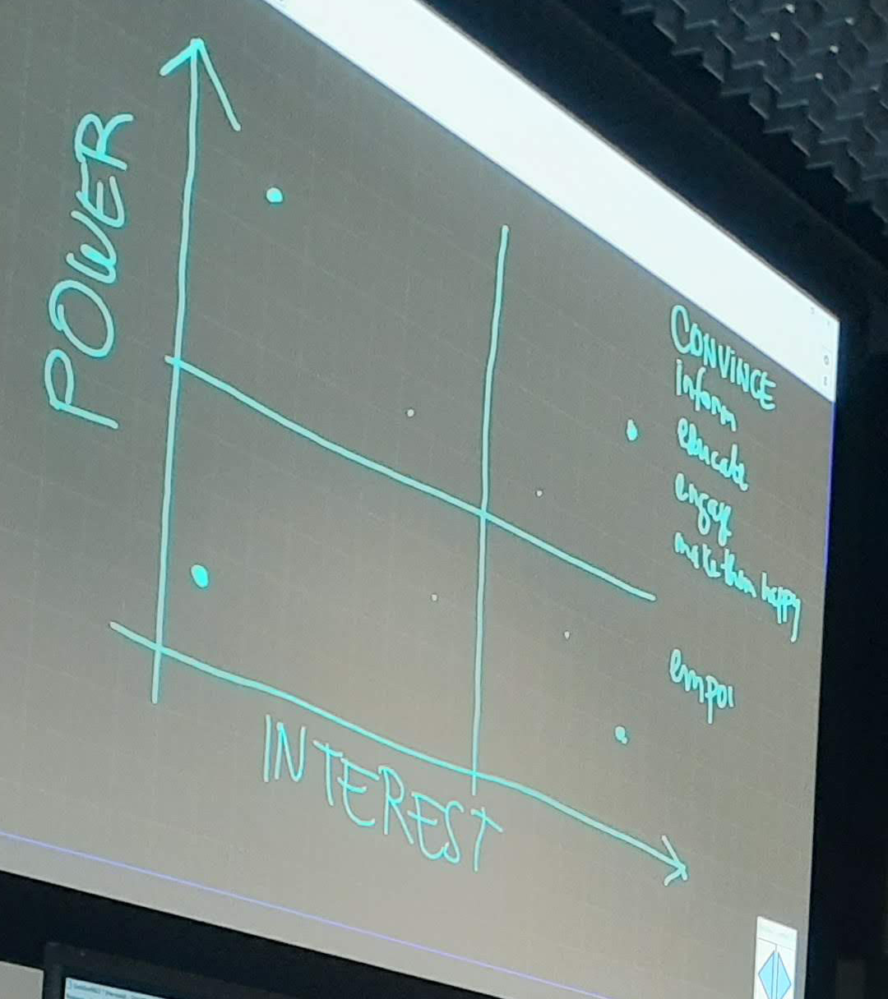 POWER
CONVINCE
inform
educate
engage
make them happy
empo
INTEREST